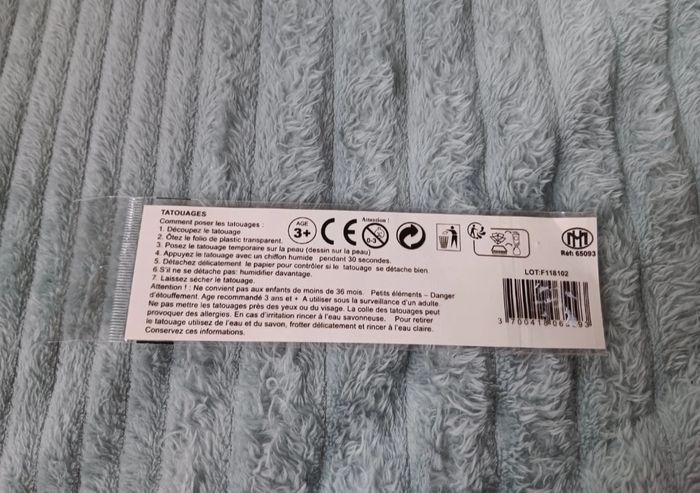 TATOUAGES
Comment poser les tatouages :
1. Découpez le tatouage
2. Ôtez le folio de plastic transparent.
3. Posez le tatouage temporaire sur la peau (dessin sur la peau)
4. Appuyez le tatouage avec un chiffon humide pendant 30 secondes.
5. Détachez délicatement le papier pour contrôler si le tatouage se détache bien.
6.S'il ne se détache pas: humidifier davantage.
7. Laissez sécher le tatouage.
Attention ! : Ne convient pas aux enfants de moins de 36 mois. Petits éléments – Danger
d'étouffement. Age recommandé 3 ans et + A utiliser sous la surveillance d'un adulte.
Ne pas mettre les tatouages près des yeux ou du visage. La colle des tatouages peut
provoquer des allergies. En cas d'irritation rincer à l'eau savonneuse. Pour retirer
le tatouage utilisez de l'eau et du savon, frotter délicatement et rincer à l'eau claire.
Conservez ces informations.
AGE
3+
CE
Attention !
0-3
Réf: 65093
LOT:F118102